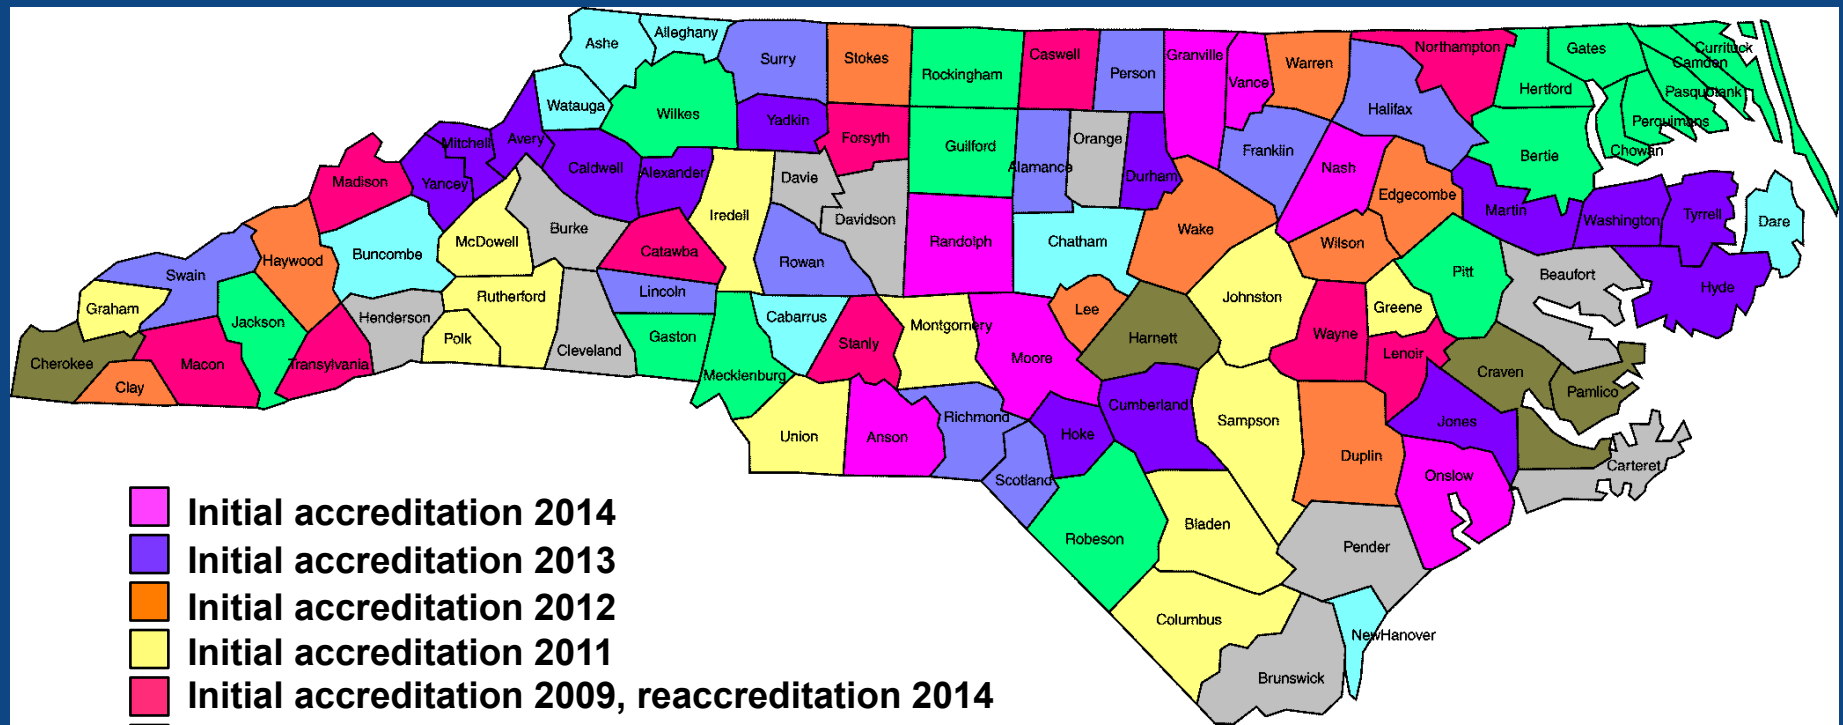 Ashe
Alleghany
Surry
Stokes
Rockingham
Caswell
Person
Granville
Vance
Warren
Northampton
Gates
Currituck
Camden
Pasquotank
Perquimans
Chowan
Hertford
Halifax
Bertie
Watauga
Wilkes
Yadkin
Forsyth
Guilford
Alamance
Orange
Durham
Franklin
Nash
Edgecombe
Martin
Washington
Tyrrell
Dare
Mitchell
Avery
Caldwell
Alexander
Yancey
Madison
Iredell
Davie
Davidson
Randolph
Chatham
Wake
Wilson
Pitt
Beaufort
Hyde
Haywood
Buncombe
McDowell
Burke
Catawba
Rowan
Swain
Graham
Jackson
Henderson
Rutherford
Polk
Cleveland
Lincoln
Gaston
Cabarrus
Stanly
Montgomery
Moore
Lee
Harnett
Johnston
Greene
Wayne
Lenoir
Craven
Pamlico
Cherokee
Clay
Macon
Transylvania
Mecklenburg
Union
Anson
Richmond
Hoke
Cumberland
Sampson
Duplin
Jones
Onslow
Carteret
Scotland
Robeson
Bladen
Pender
Columbus
NewHanover
Brunswick
Initial accreditation 2014
Initial accreditation 2013
Initial accreditation 2012
Initial accreditation 2011
Initial accreditation 2009, reaccreditation 2014